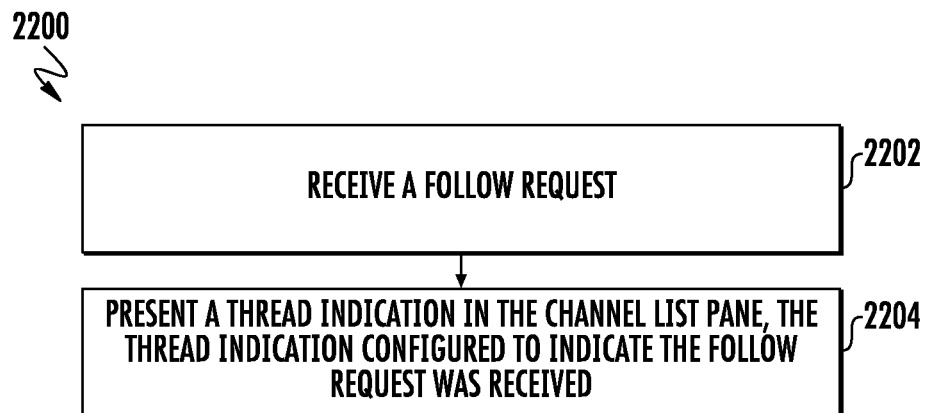 2200
RECEIVE A FOLLOW REQUEST
2202
PRESENT A THREAD INDICATION IN THE CHANNEL LIST PANE, THE
THREAD INDICATION CONFIGURED TO INDICATE THE FOLLOW
REQUEST WAS RECEIVED
2204